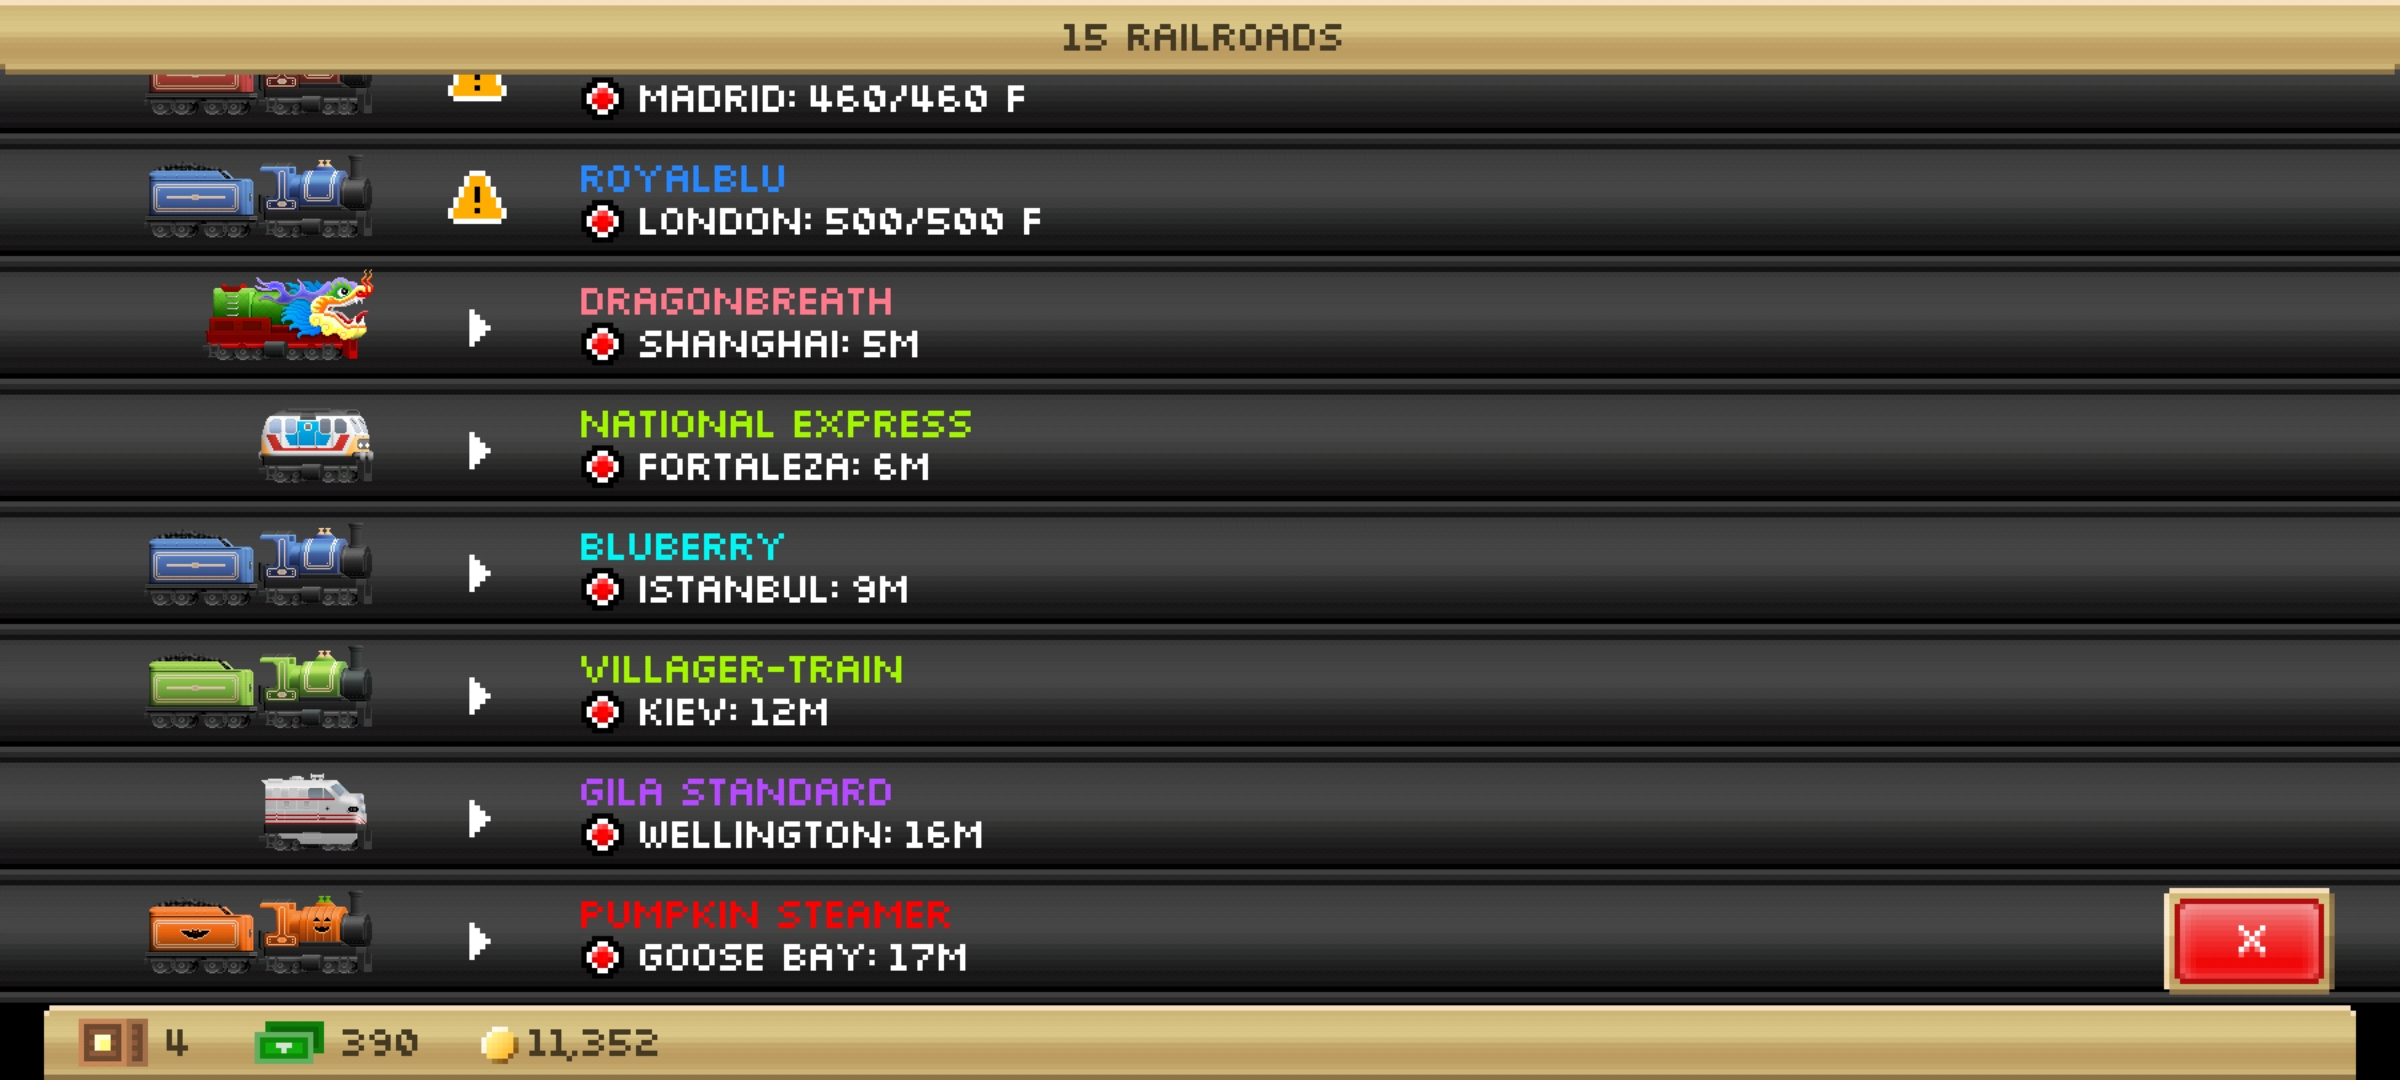 15 RAILROADS
MADRID: 460/460 F
ROYALBLU
LONDON: 500/500 F
DRAGONBREATH
SHANGHAI: 5M
NATIONAL EXPRESS
FORTALEZA: 6M
BLUBERRY
ISTANBUL: 9M
VILLAGER-TRAIN
KIEV: 12M
GILA STANDARD
WELLINGTON: 16M
PUMPKIN STEAMER
GOOSE BAY: 17M
X
4 390 11,352